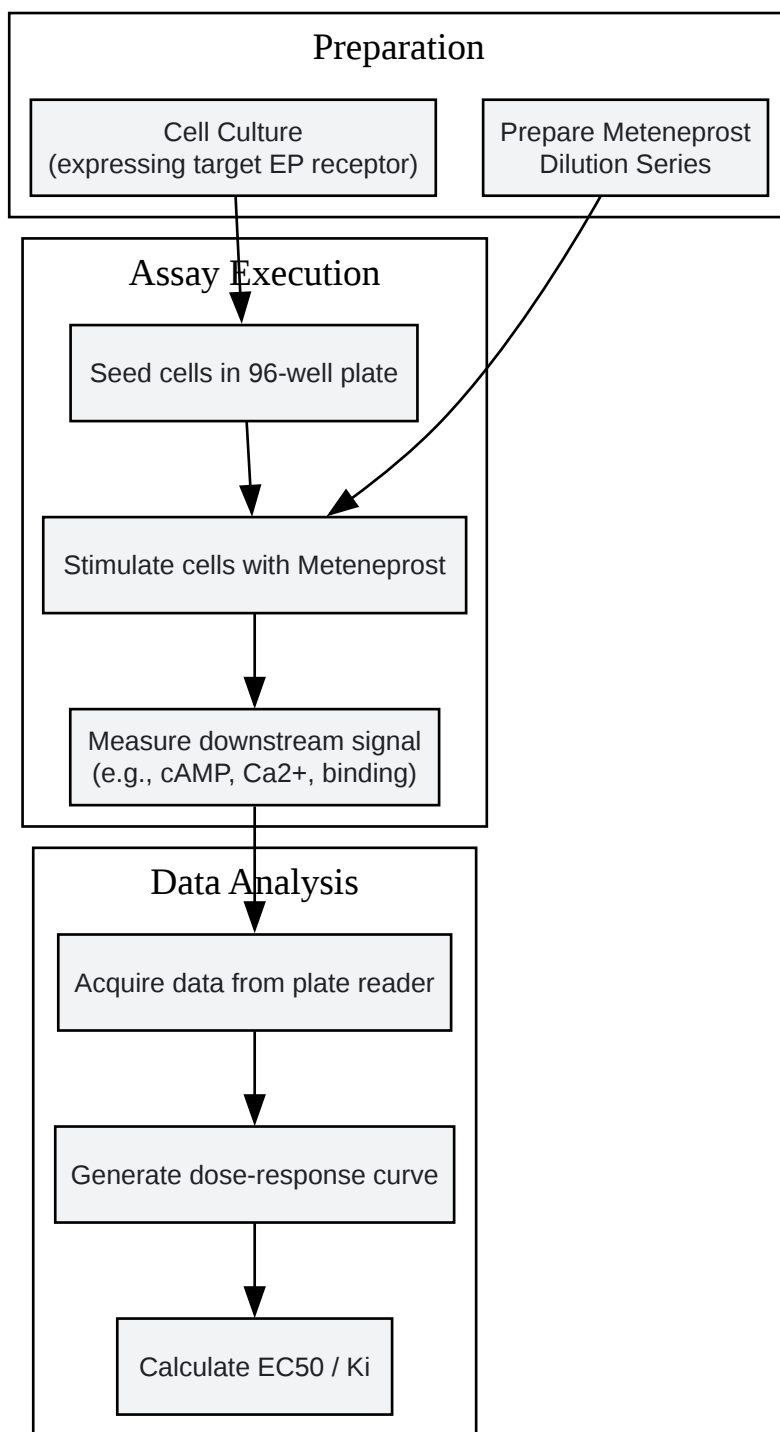 Preparation
Cell Culture
(expressing target EP receptor)
Prepare Meteneprost
Dilution Series
Assay Execution
Seed cells in 96-well plate
Stimulate cells with Meteneprost
Measure downstream signal
(e.g., cAMP, Ca2+, binding)
Data Analysis
Acquire data from plate reader
Generate dose-response curve
Calculate EC50 / Ki